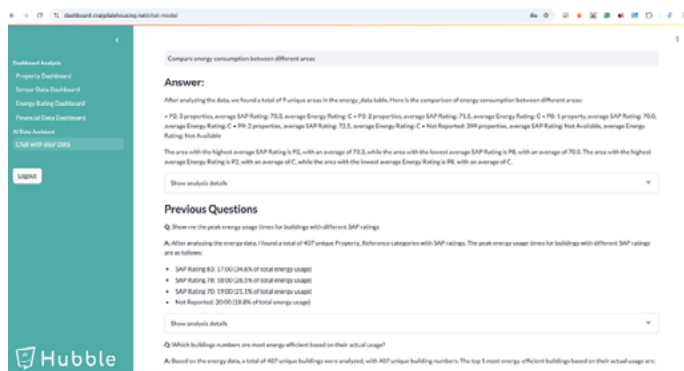 dashboard.craigdalehousing.net/chat-model
Dashboard Analysis
Property Dashboard
Sensor Data Dashboard
Energy Rating Dashboard
Financial Data Dashboard
AI Data Assistant
Chat with your Data
Logout
Hubble
Compare energy consumption between different areas
Answer:
After analyzing the data, we found a total of 9 unique areas in the energy_data table. Here is the comparison of energy consumption between different areas:
average Energy Rating: C • P3: 2 properties, average SAP Rating: 71.5, average Energy Rating: C • P8: 1 property, average SAP Rating: 70.0,
average Energy Rating: C • P9: 2 properties, average SAP Rating: 72.5, average Energy Rating: C • Not Reported: 399 properties, average SAP Rating: Not Available, average Energy
Rating: Not Available
The area with the highest average SAP Rating is P2, with an average of 73.3, while the area with the lowest average SAP Rating is P8, with an average of 70.0. The area with the highest
average Energy Rating is P2, with an average of C, while the area with the lowest average Energy Rating is P8, with an average of C.
Show analysis details
Previous Questions
Q: Show me the peak energy usage times for buildings with different SAP ratings
A: After analyzing the energy data, I found a total of 407 unique Property_Reference categories with SAP ratings. The peak energy usage times for buildings with different SAP ratings
are as follows:
• SAP Rating 83: 17:00 (34.6% of total energy usage)
• SAP Rating 78: 18:00 (26.5% of total energy usage)
• SAP Rating 70: 19:00 (21.1% of total energy usage)
• Not Reported: 20:00 (18.8% of total energy usage)
Show analysis details
Q: Which buildings numbers are most energy efficient based on their actual usage?
A: Based on the energy data, a total of 407 unique buildings were analyzed, with 407 unique building numbers. The top 5 most energy-efficient buildings based on their actual usage are: